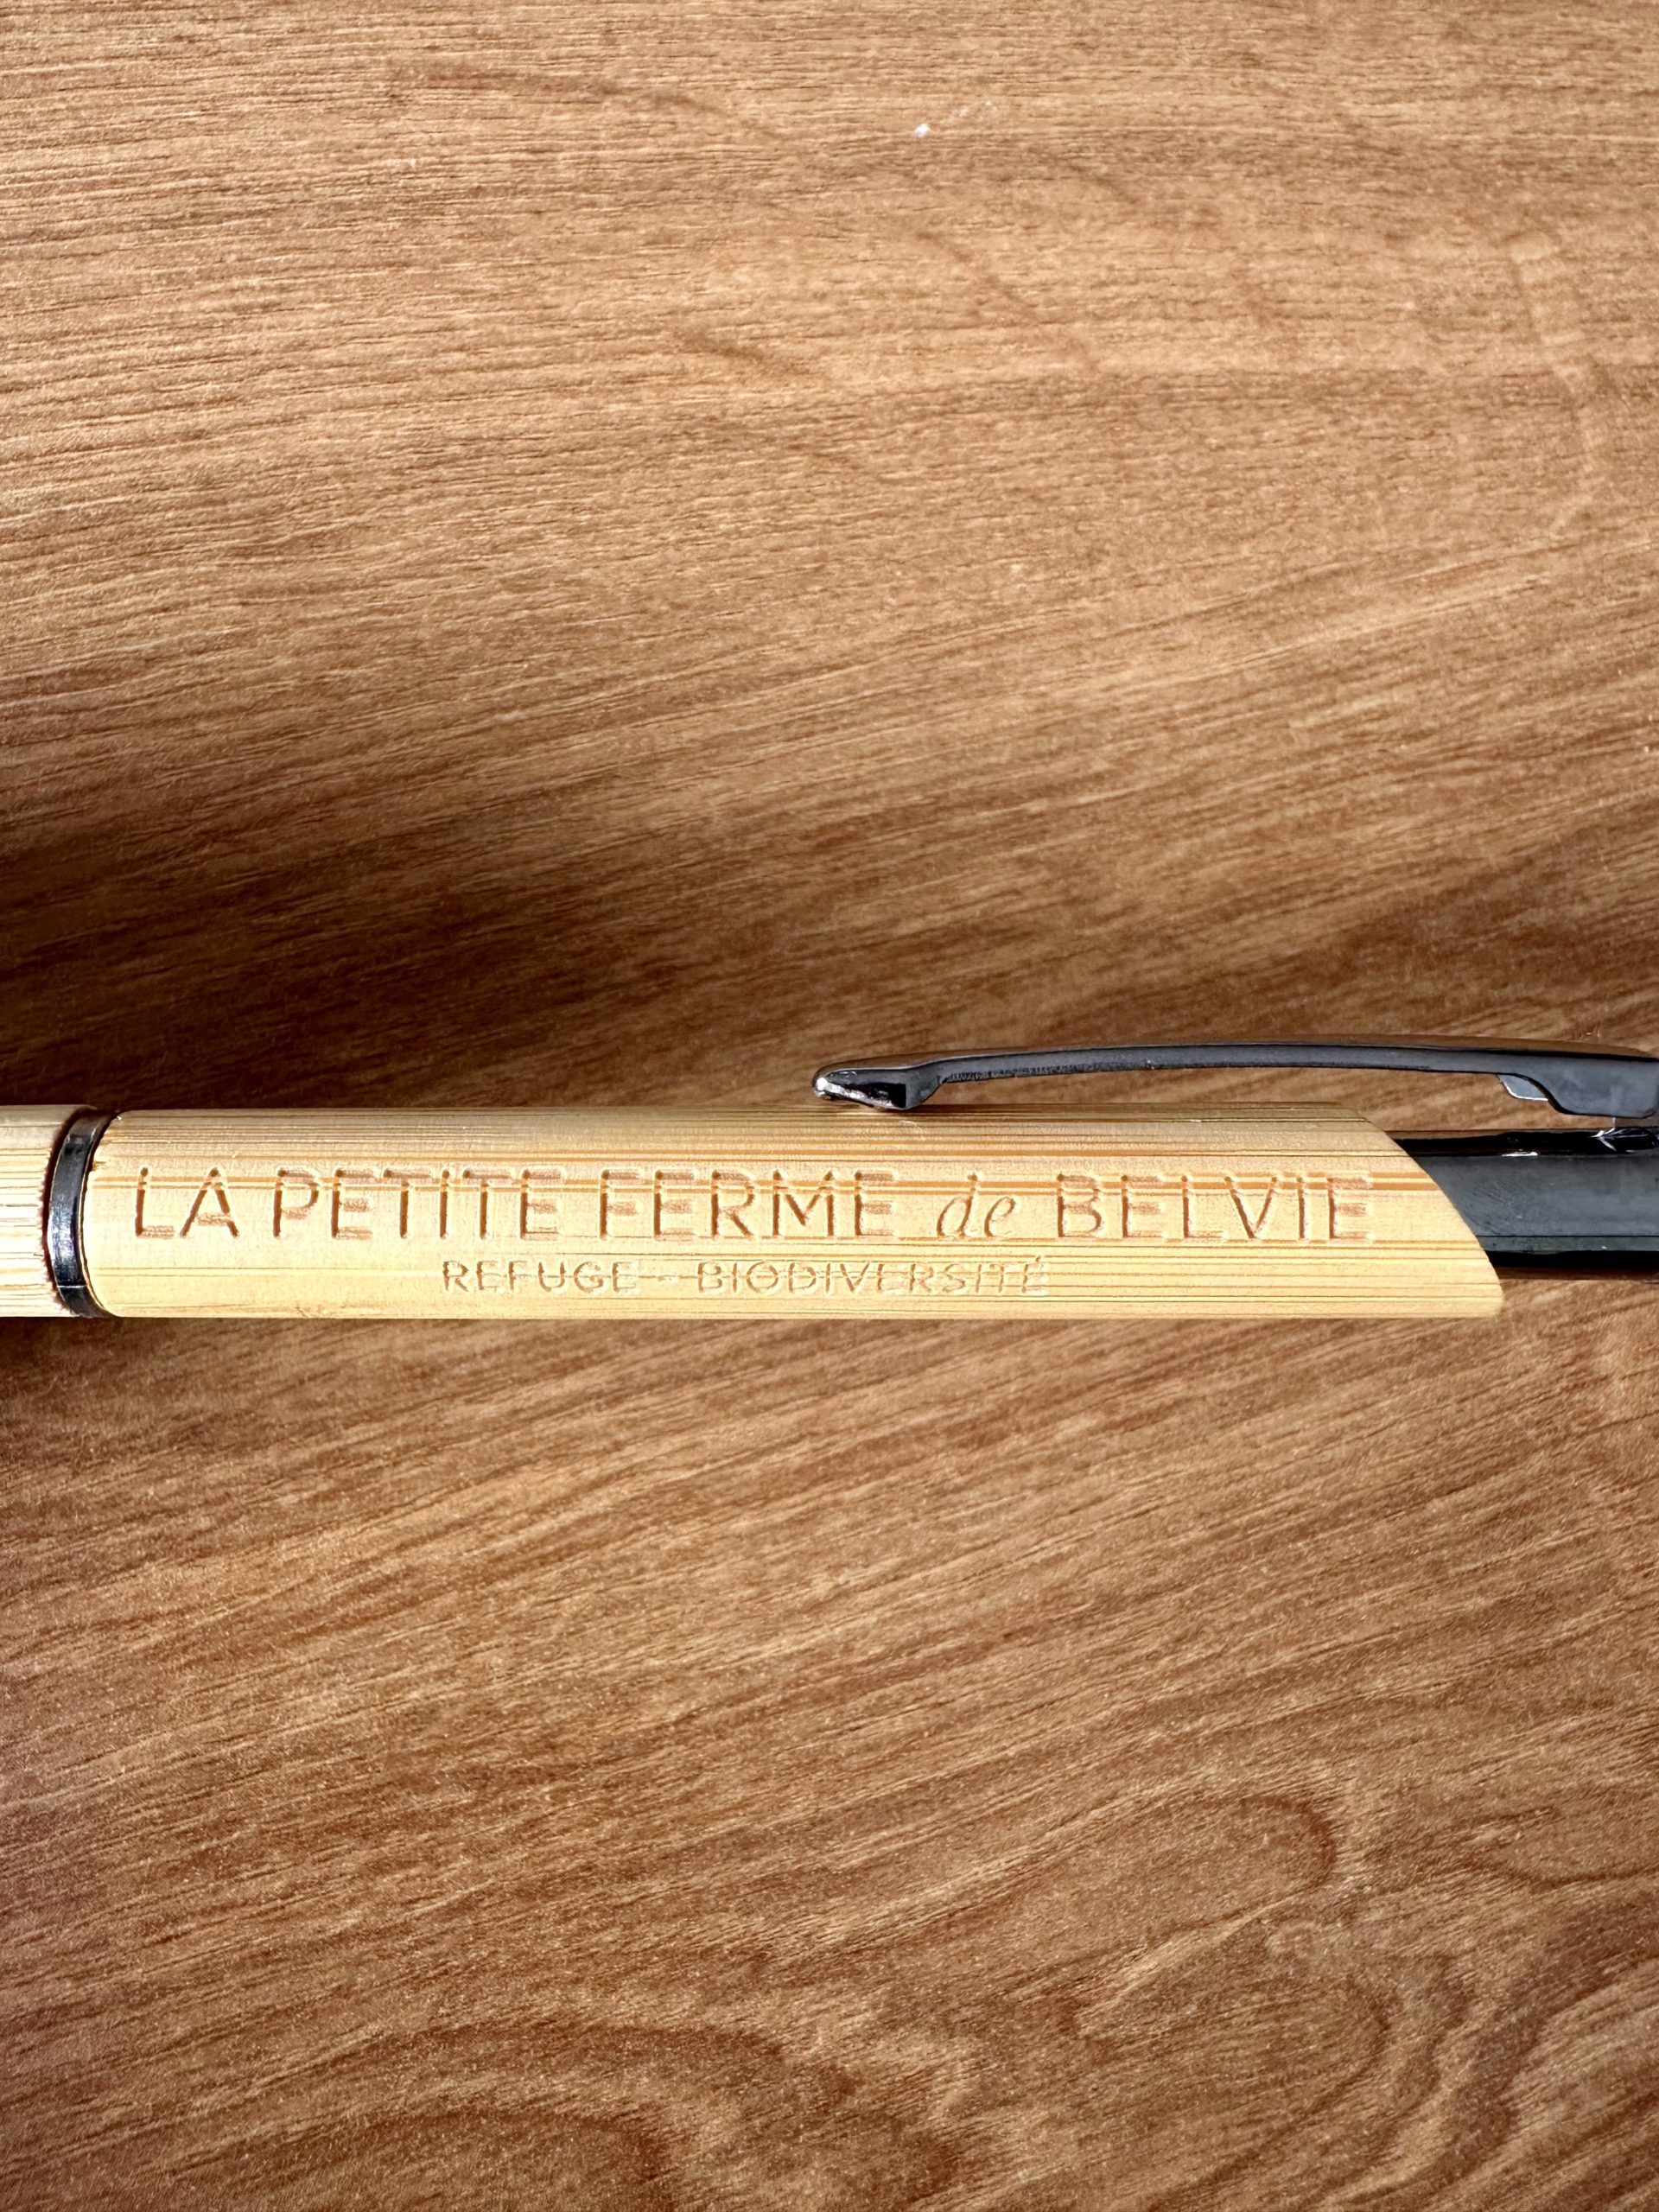 LA PETITE FERME de BELVIE
REFUGE - BIODIVERSITÉ